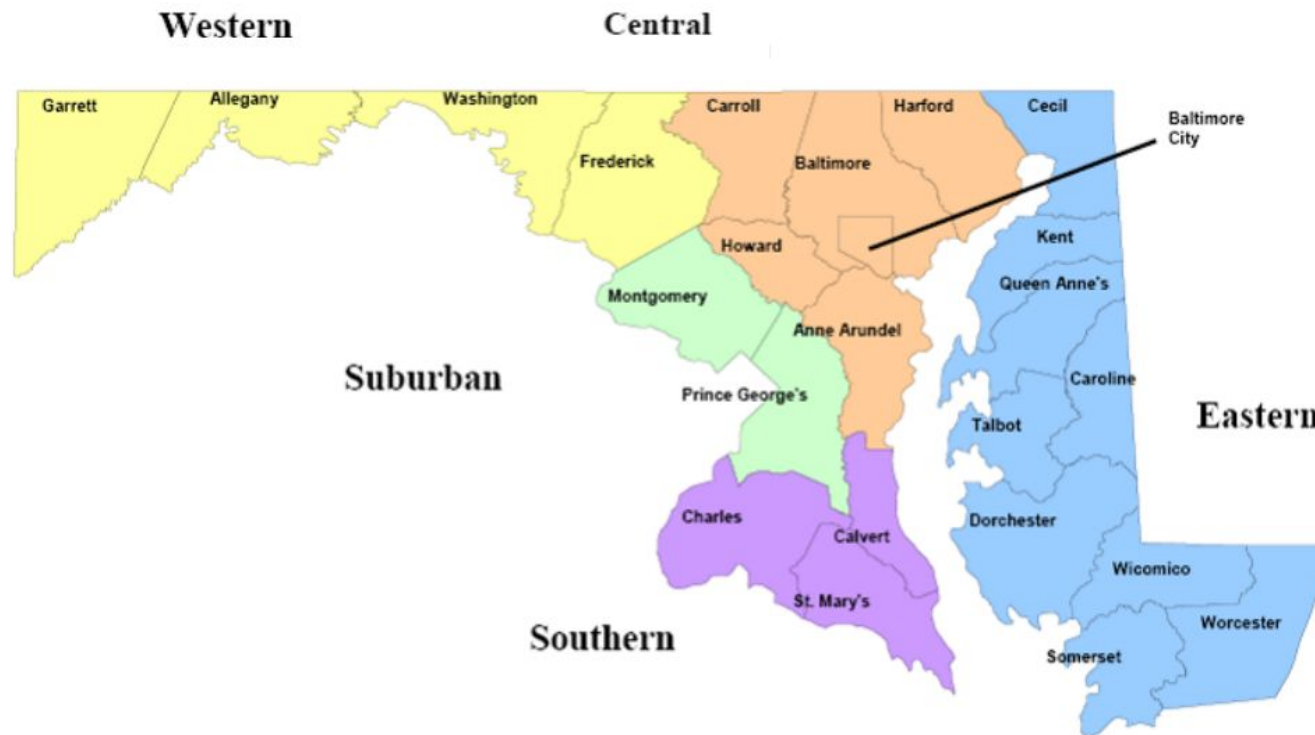 Western
Central
Garrett
Allegany
Washington
Carroll
Harford
Cecil
Baltimore
City
Frederick
Baltimore
Howard
Kent
Montgomery
Queen Anne's
Anne Arundel
Suburban
Prince George's
Caroline
Talbot
Eastern
Charles
Calvert
Dorchester
Wicomico
St. Mary's
Southern
Somerset
Worcester